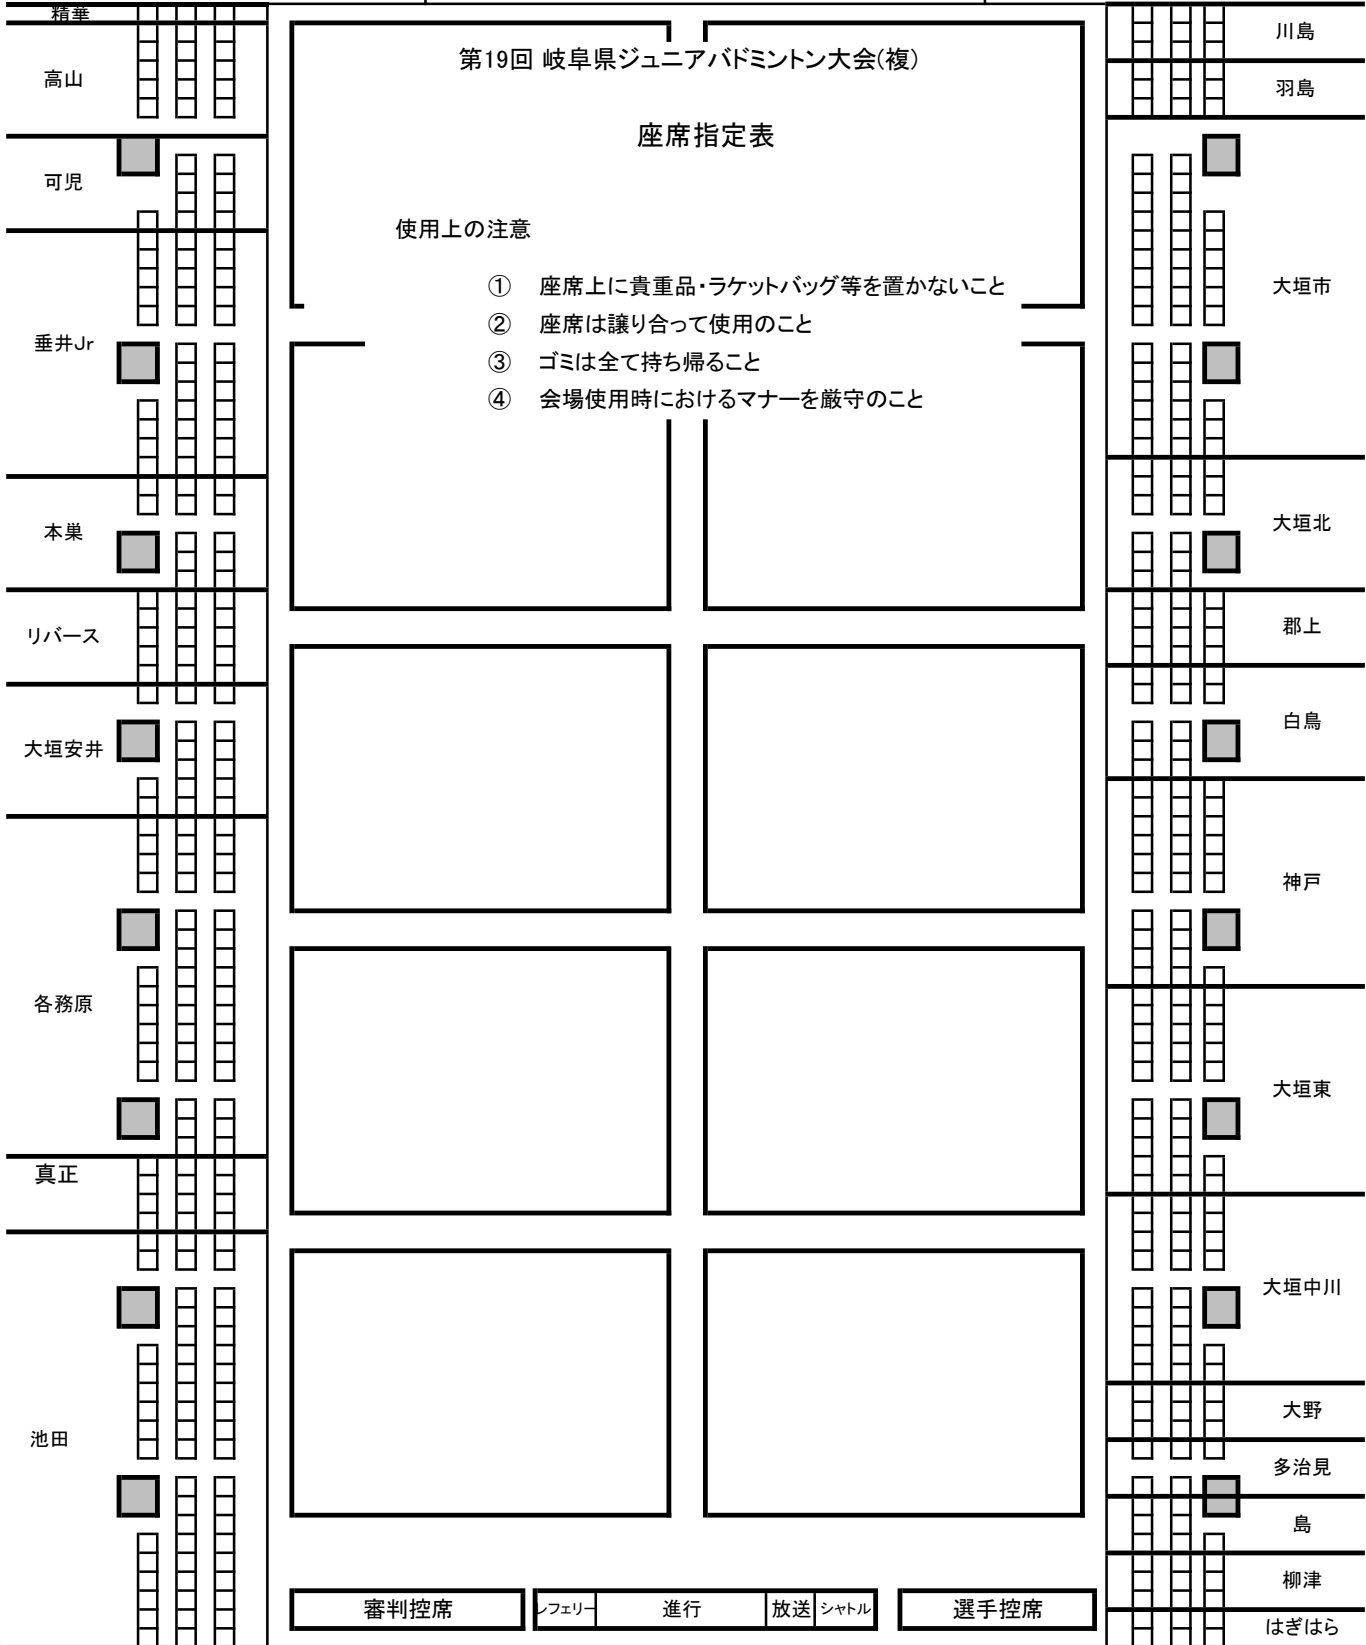 第19回 岐阜県ジュニアバドミントン大会(複)
座席指定表
使用上の注意
① 座席上に貴重品・ラケットバッグ等を置かないこと
② 座席は譲り合って使用のこと
③ ゴミは全て持ち帰ること
④ 会場使用時におけるマナーを厳守のこと
精華
高山
可児
垂井Jr
本巣
リバース
大垣安井
各務原
真正
池田
川島
羽島
大垣市
大垣北
郡上
白鳥
神戸
大垣東
大垣中川
大野
多治見
島
柳津
はぎはら
審判控席 レフェリー 進行 放送 シャトル 選手控席